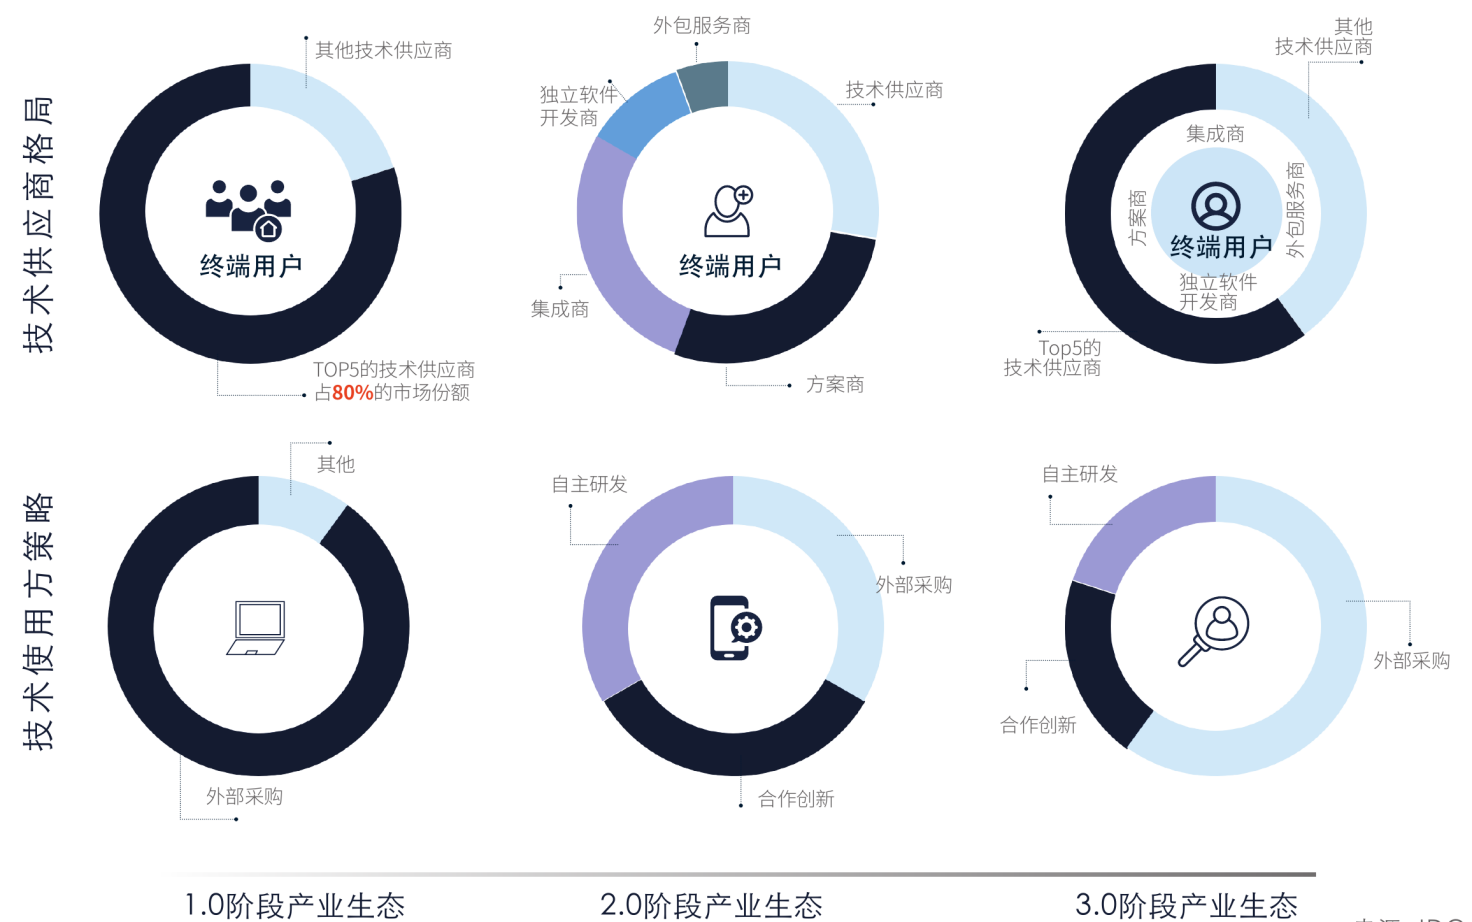 技术供应商格局
其他技术供应商
终端用户
TOP5的技术供应商
占80%的市场份额
外包服务商
独立软件
开发商
技术供应商
终端用户
集成商
方案商
其他
技术供应商
集成商
方案商
外包服务商
终端用户
独立软件
开发商
Top5的
技术供应商
技术使用方策略
其他
外部采购
自主研发
外部采购
合作创新
自主研发
外部采购
合作创新
1.0阶段产业生态
2.0阶段产业生态
3.0阶段产业生态